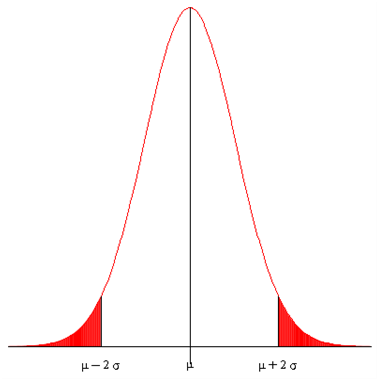 μ – 2 σ μ μ + 2 σ